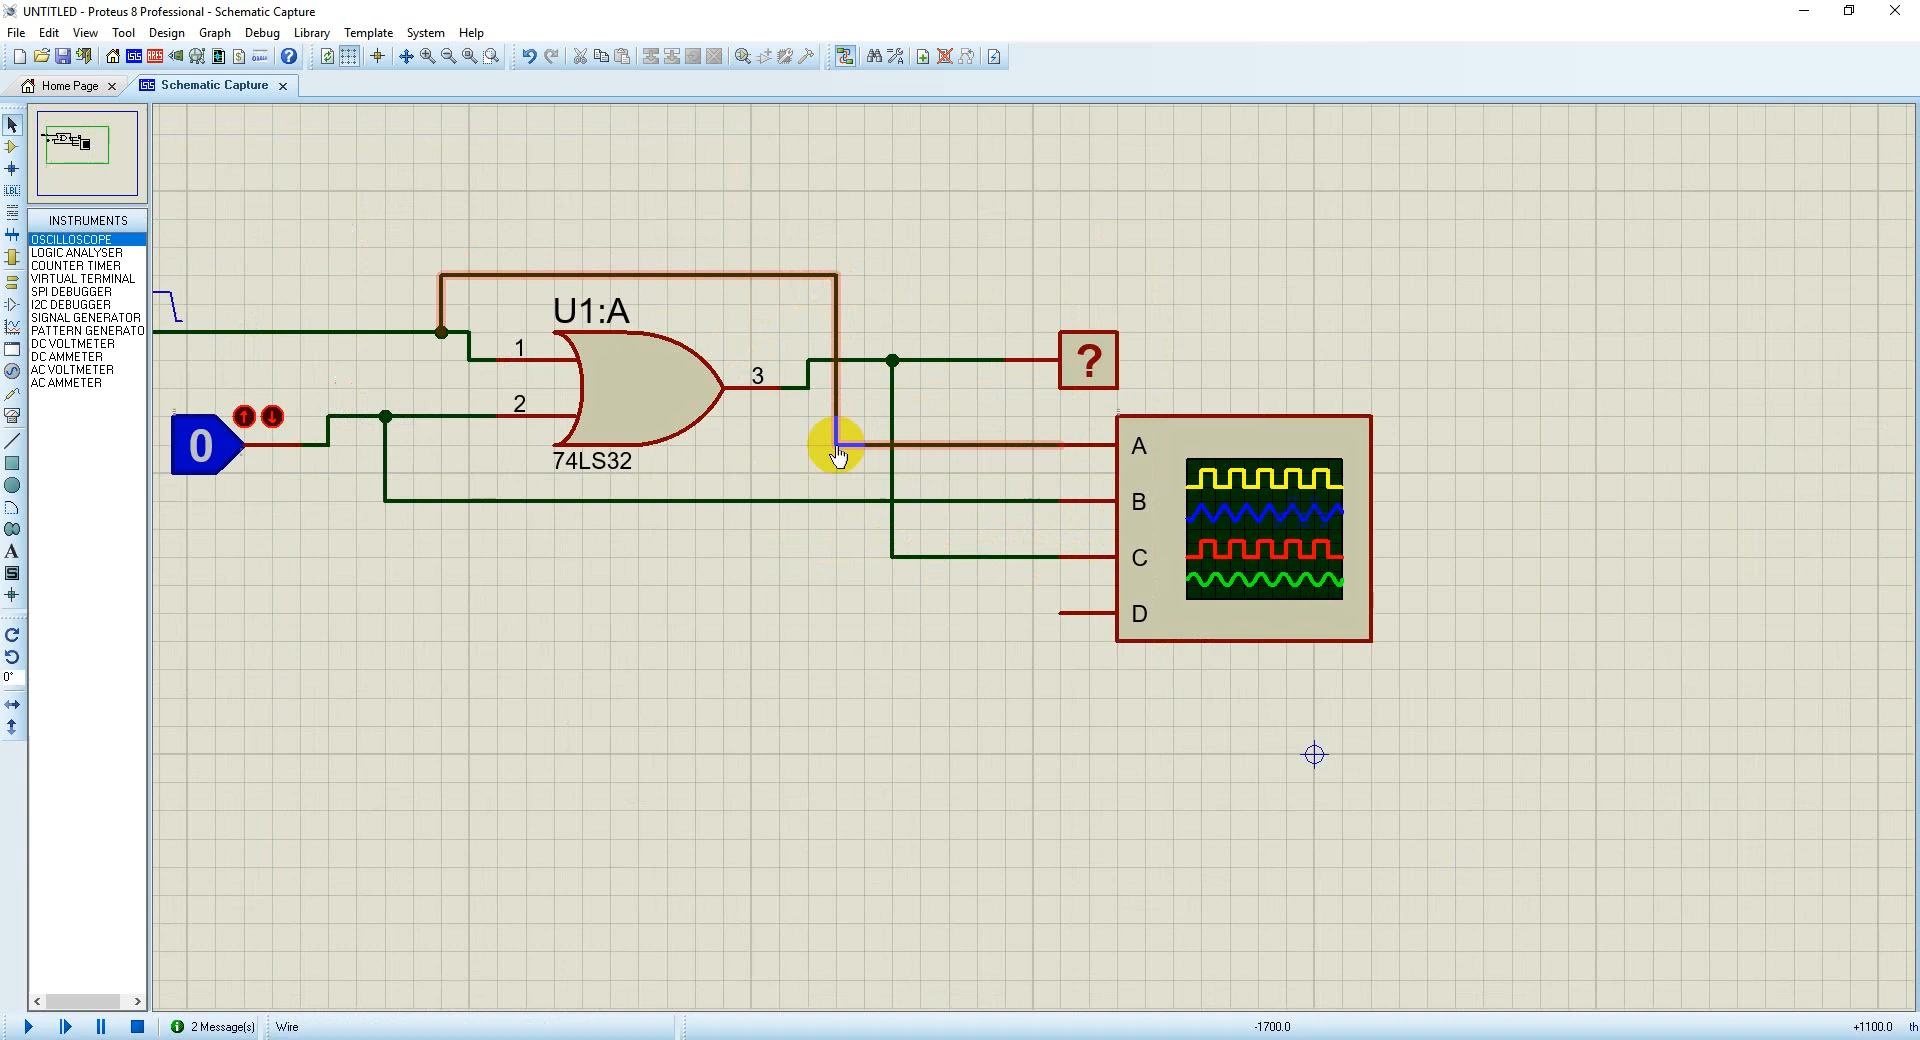 UNTITLED - Proteus 8 Professional - Schematic Capture
File Edit View Tool Design Graph Debug Library Template System Help
Home Page Schematic Capture
INSTRUMENTS
OSCILLOSCOPE
LOGIC ANALYSER
COUNTER TIMER
VIRTUAL TERMINAL
SPI DEBUGGER
I2C DEBUGGER
SIGNAL GENERATOR
PATTERN GENERATO
DC VOLTMETER
DC AMMETER
AC VOLTMETER
AC AMMETER
LBL
A
S
0°
U1:A
1
2
3
74LS32
0
?
A
B
C
D
2 Message(s) Wire -1700.0 +1100.0 th